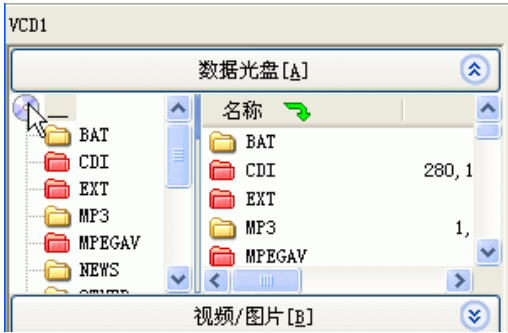 VCD1
数据光盘[A]
名称
BAT
CDI
EXT
MP3
MPEGAV
NEWS
BAT
CDI 280,1
EXT
MP3 1,
MPEGAV
视频/图片[B]